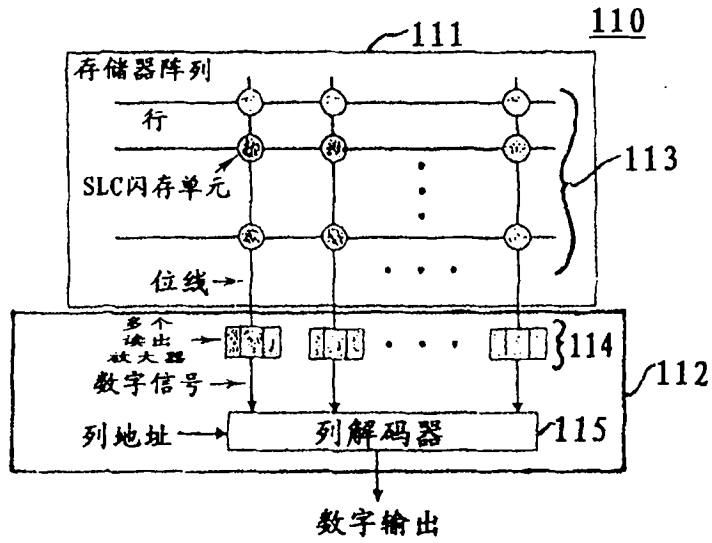 110
111
存储器阵列
行
113
SLC闪存单元
位线
多个
读出
放大器
114
数字信号
112
列地址
列解码器
115
数字输出